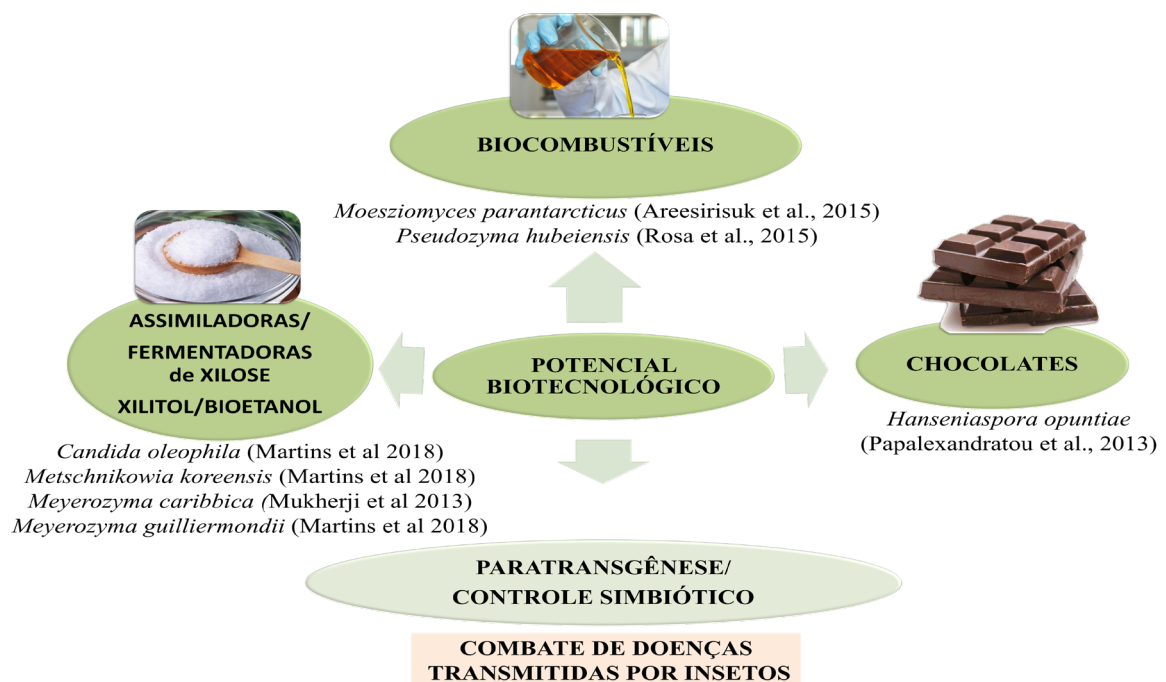 BIOCOMBUSTÍVEIS
Moesziomyces parantarcticus (Areesirisuk et al., 2015)
Pseudozyma hubeiensis (Rosa et al., 2015)
ASSIMILADORAS/
FERMENTADORAS
de XILOSE
XILITOL/BIOETANOL
Candida oleophila (Martins et al 2018)
Metschnikowia koreensis (Martins et al 2018)
Meyerozyma caribbica (Mukherji et al 2013)
Meyerozyma guilliermondii (Martins et al 2018)
POTENCIAL
BIOTECNOLÓGICO
CHOCOLATES
Hanseniaspora opuntiae
(Papalexandratou et al., 2013)
PARATRANSGÊNESE/
CONTROLE SIMBIÓTICO
COMBATE DE DOENÇAS
TRANSMITIDAS POR INSETOS